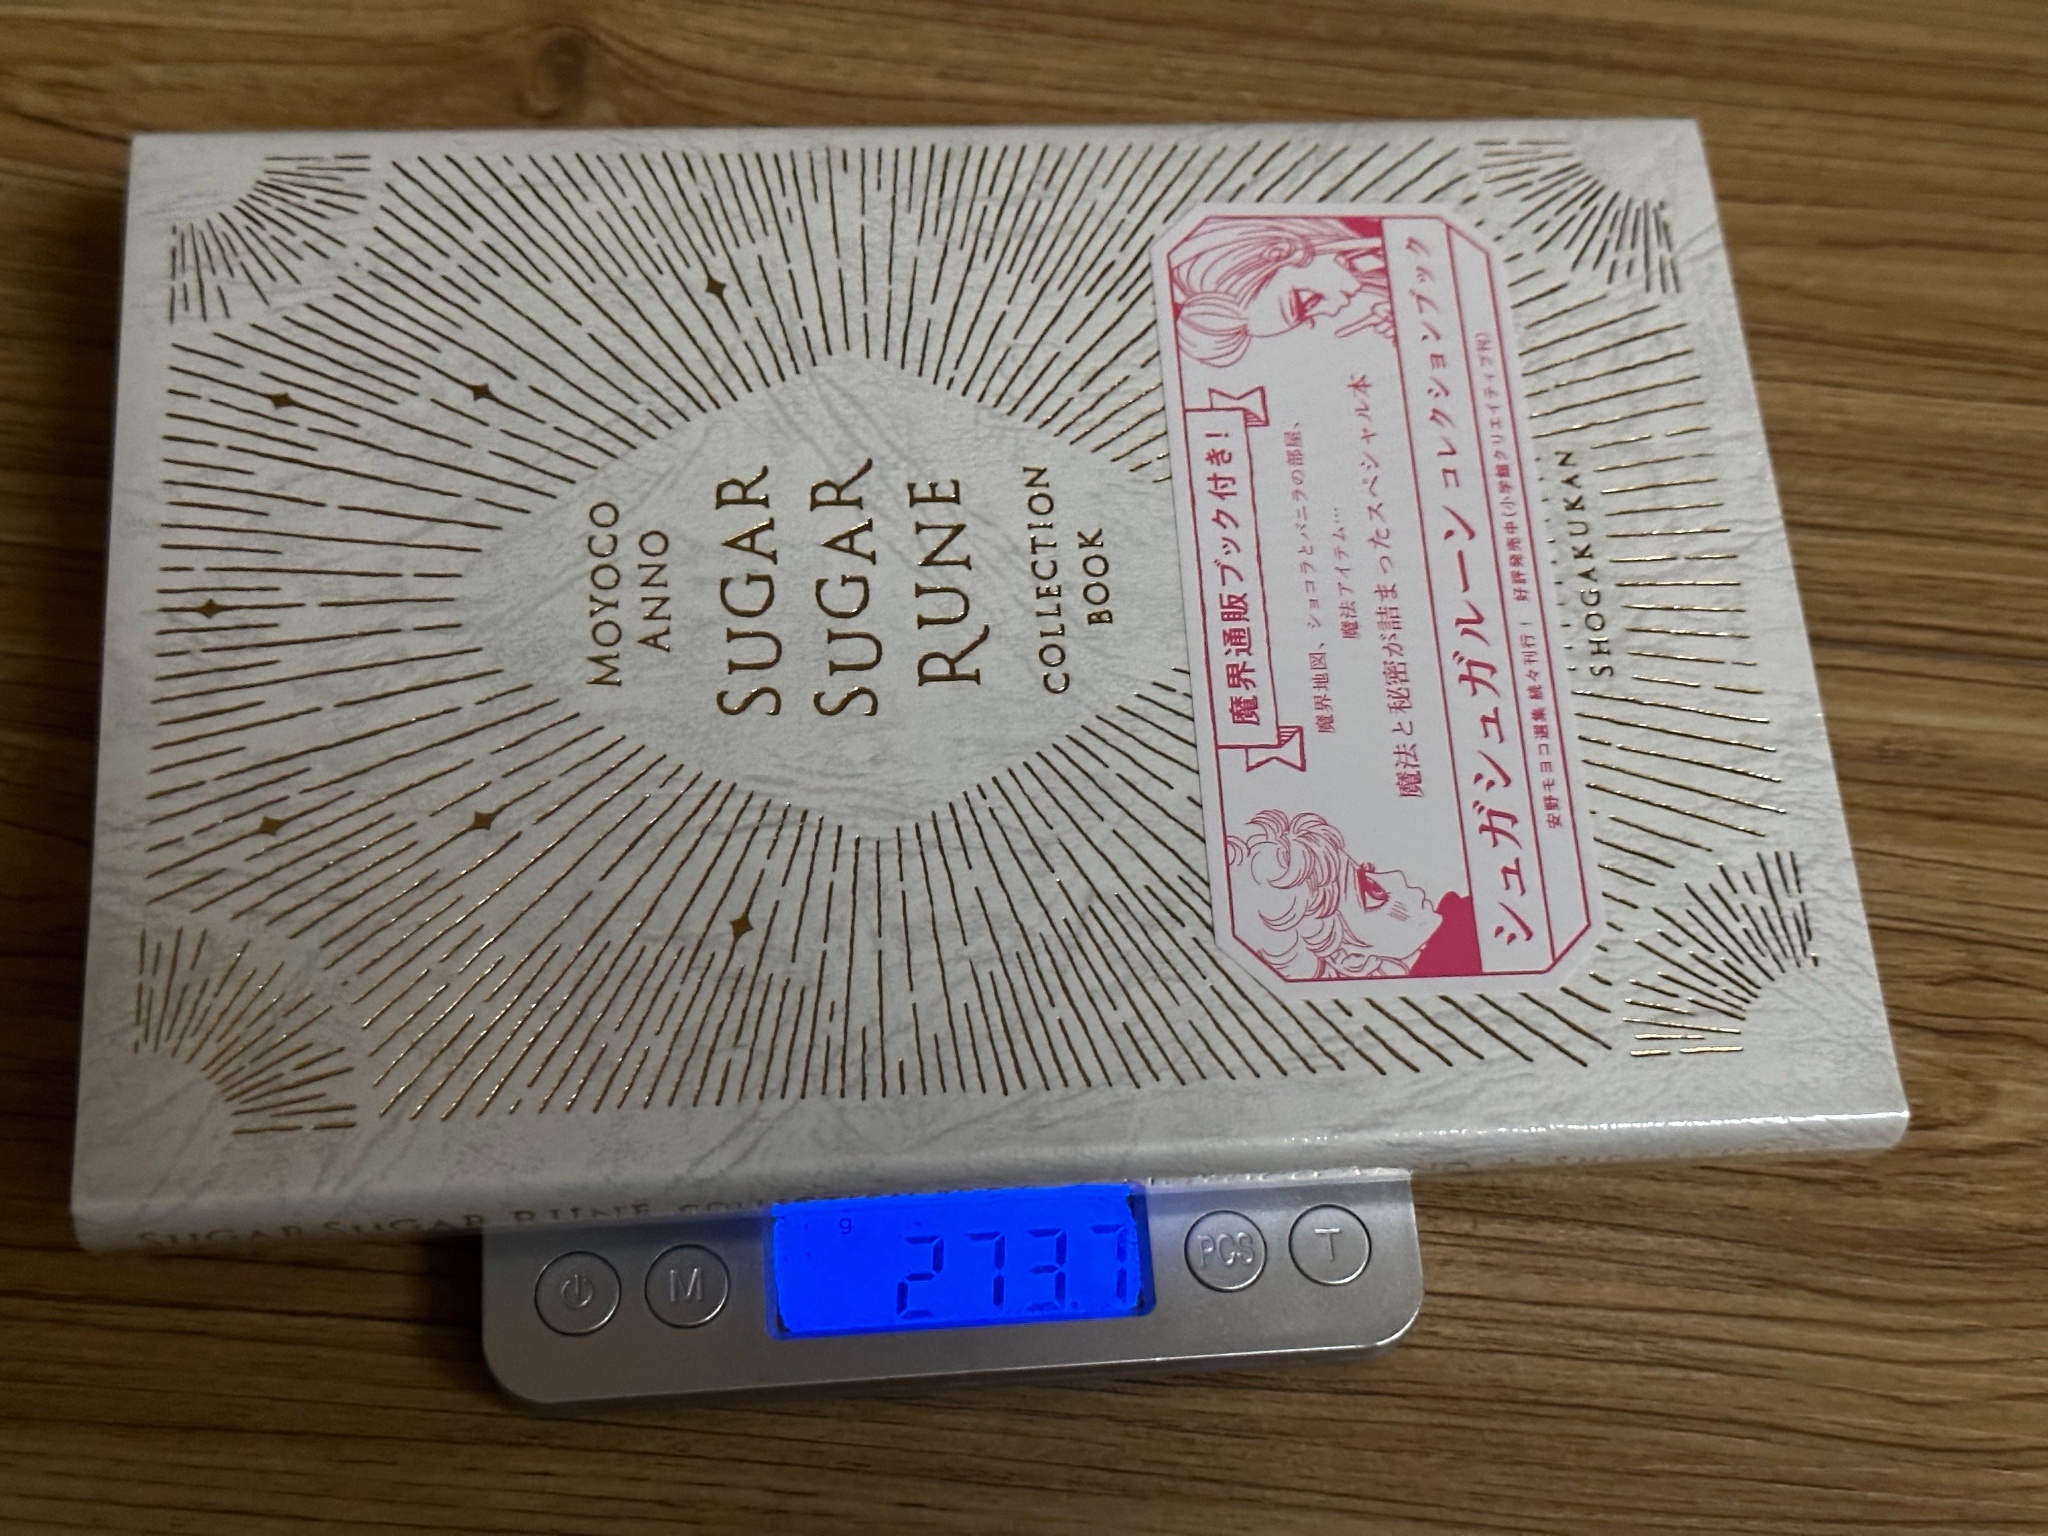 MOYOCO
ANNO
SUGAR
SUGAR
RUNE
COLLECTION
BOOK
魔界通販ブック付き!
魔界地図、ショコラとバニラの部屋、
魔法アイテム…
魔法と秘密が詰まったスペシャル本
シュガシュガルーン コレクションブック
安野モヨコ選集 続々刊行! 好評発売中(小学館クリエイティブ刊)
SHOGAKUKAN
SUGAR SUGAR RUNE
g
273.7
M
PCS
T